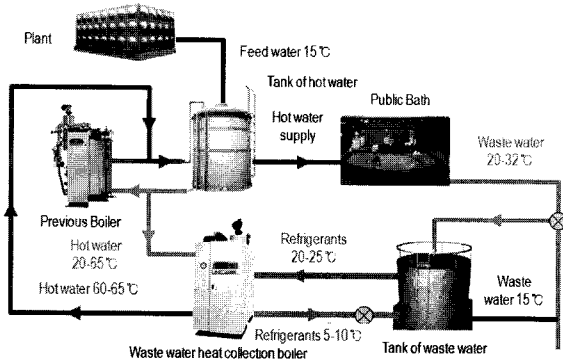 Plant
Feed water 15℃
Tank of hot water
Public Bath
Hot water
supply
Waste water
20-32℃
Previous Boiler
Hot water
20-65℃
Refrigerants
20-25℃
Hot water 60-65℃
Waste
water 15℃
Refrigerants 5-10℃
Tank of waste water
Waste water heat collection boiler